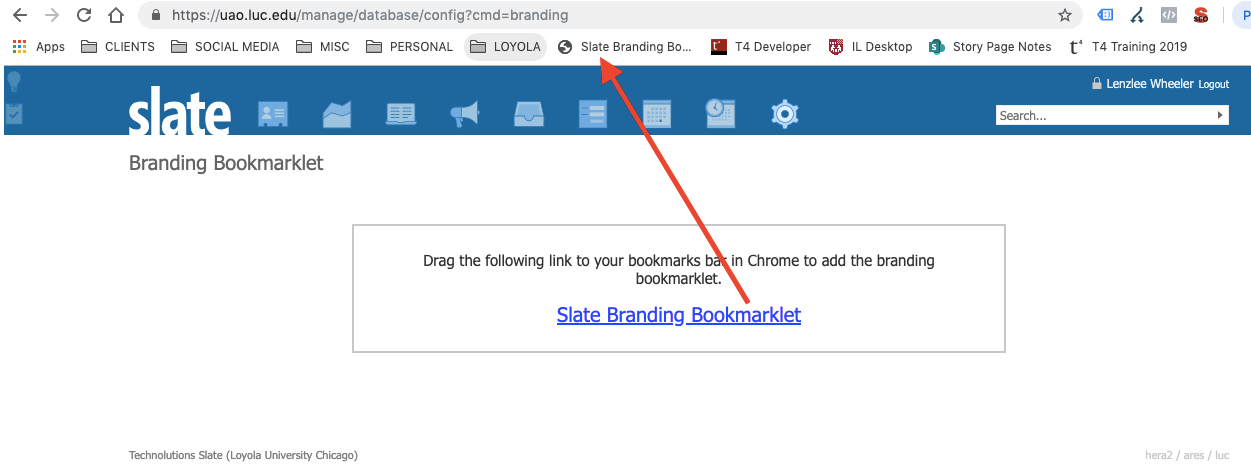 https://uao.luc.edu/manage/database/config?cmd=branding
SEO
P
Apps CLIENTS SOCIAL MEDIA MISC PERSONAL LOYOLA Slate Branding Bo... T4 Developer IL Desktop Story Page Notes T4 Training 2019
slate
Lenzlee Wheeler Logout
Search...
Branding Bookmarklet
Drag the following link to your bookmarks bar in Chrome to add the branding
bookmarklet.
Slate Branding Bookmarklet
Technolutions Slate (Loyola University Chicago)
hera2 / ares / luc